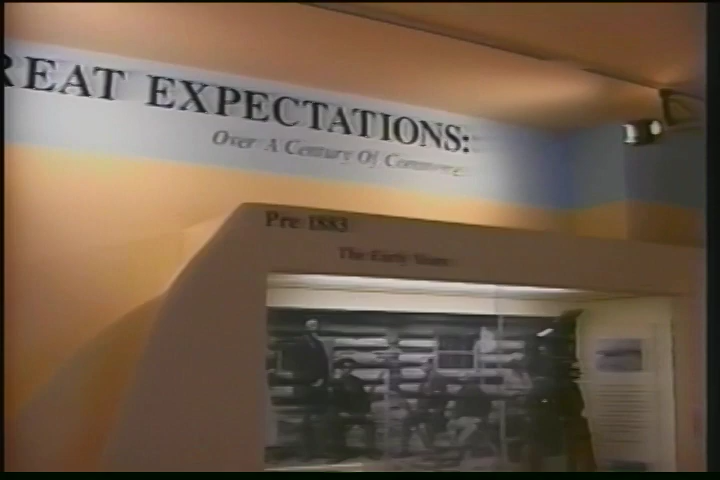 REAT EXPECTATIONS:
Over A Century Of Commerce
Pre 1883
The Early Years